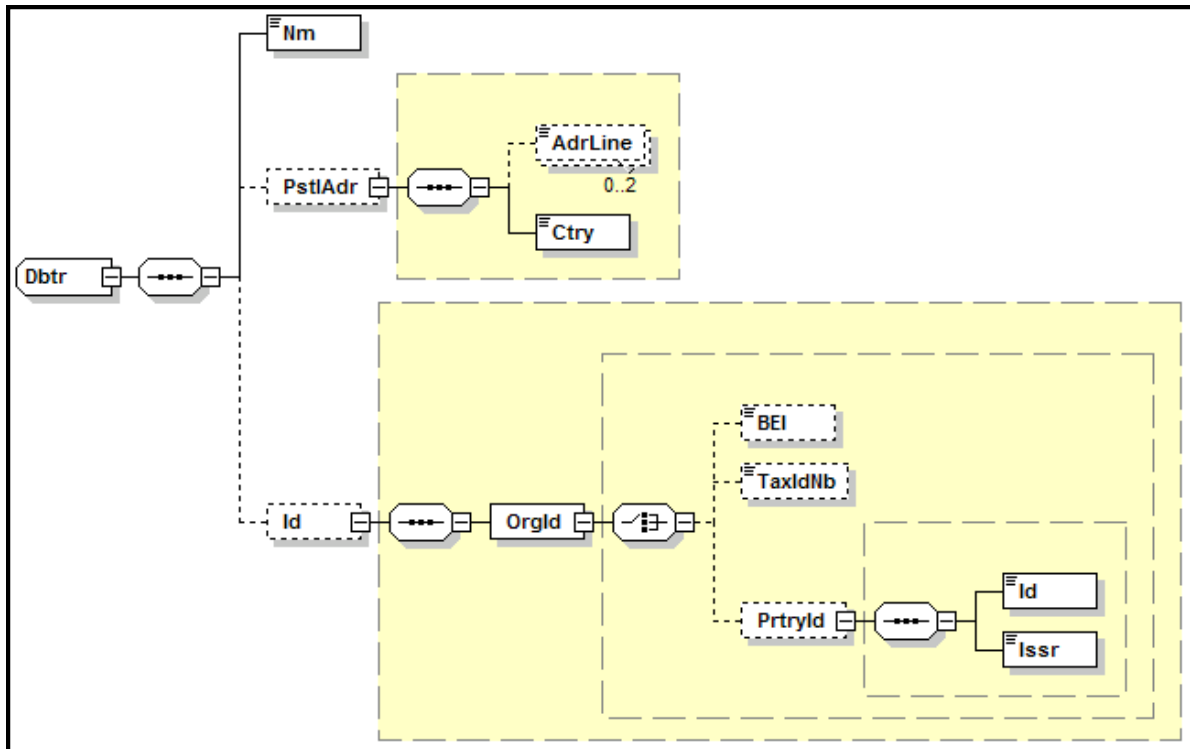 Nm
AdrLine
0..2
PstlAdr
Ctry
Dbtr
BEI
TaxIdNb
Id
OrgId
PrtryId
Id
Issr